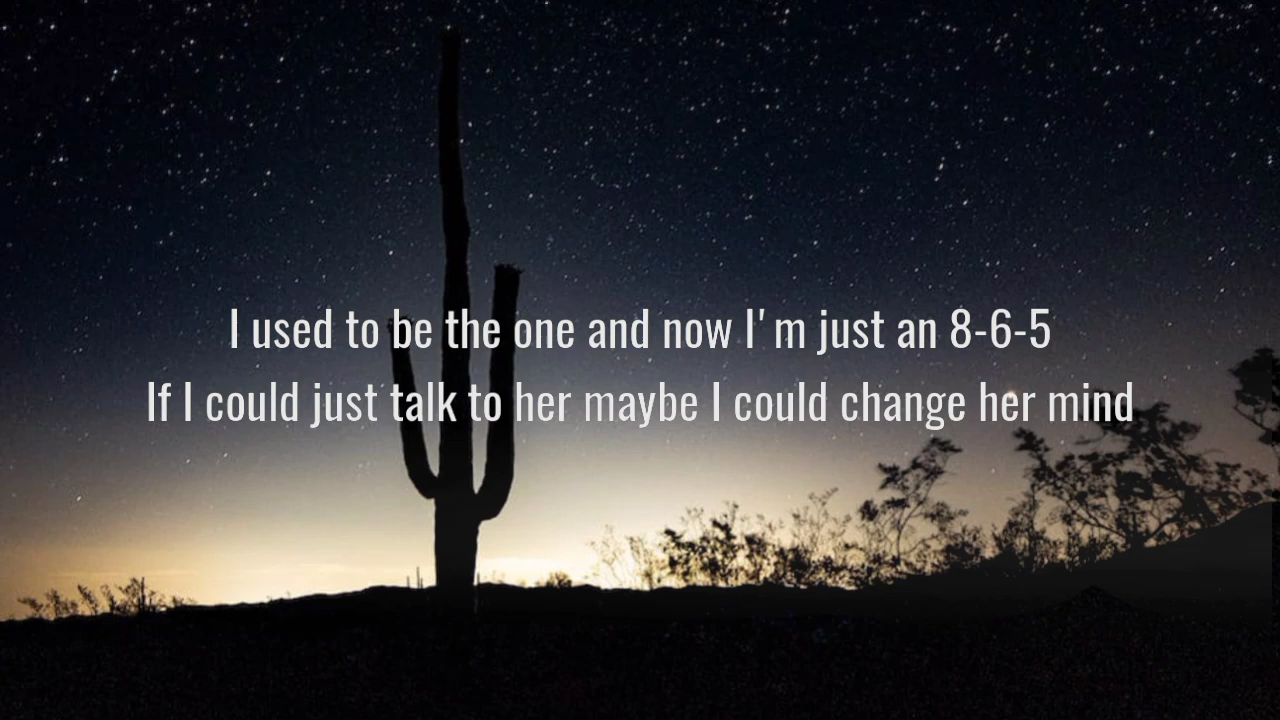 I used to be the one and now I'm just an 8-6-5
If I could just talk to her maybe I could change her mind